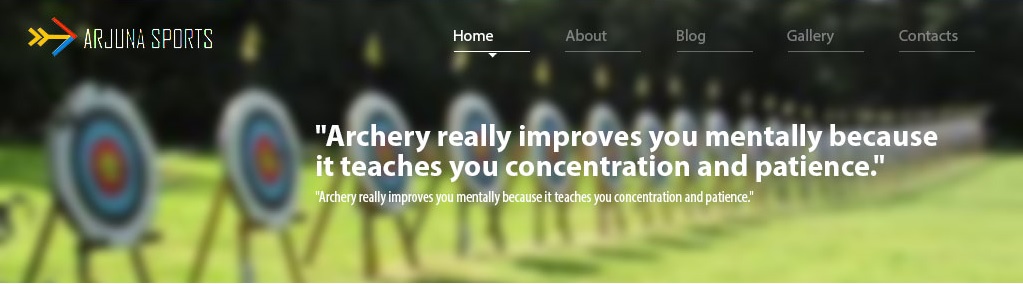 ARJUNA SPORTS
Home About Blog Gallery Contacts
"Archery really improves you mentally because
it teaches you concentration and patience."
"Archery really improves you mentally because it teaches you concentration and patience."